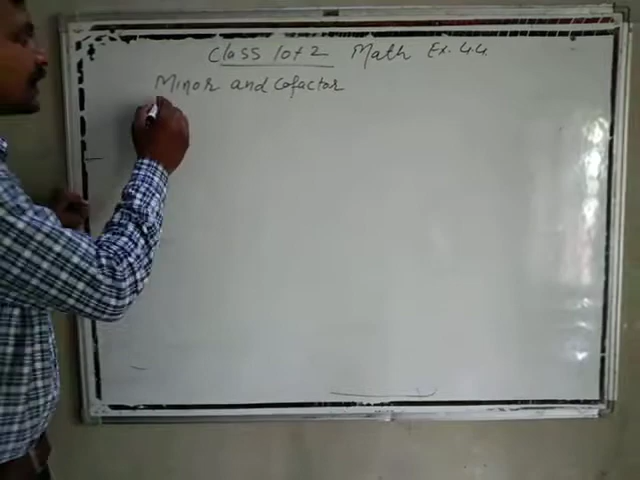 Class 10+2 Math Ex. 4.4.
Minor and Cofactor